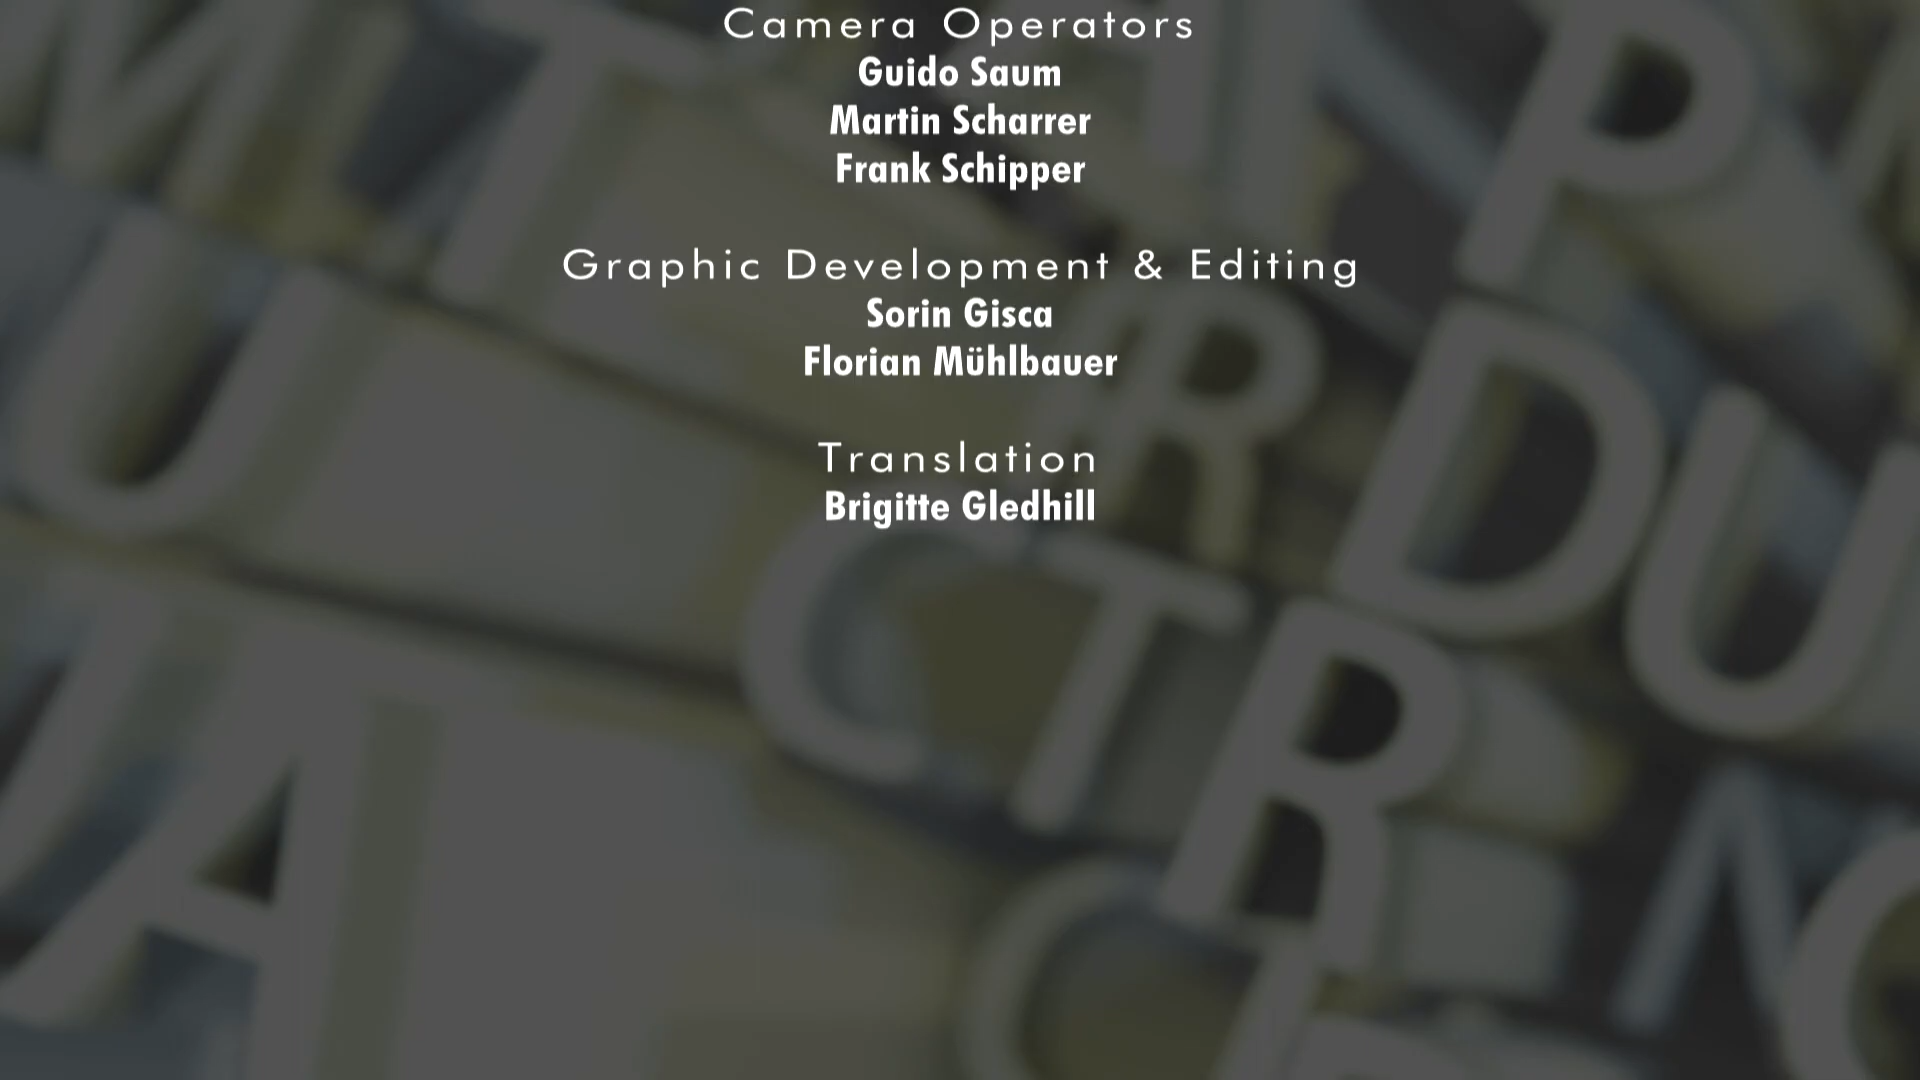 Camera Operators
Guido Saum
Martin Scharrer
Frank Schipper
Graphic Development & Editing
Sorin Gisca
Florian Mühlbauer
Translation
Brigitte Gledhill